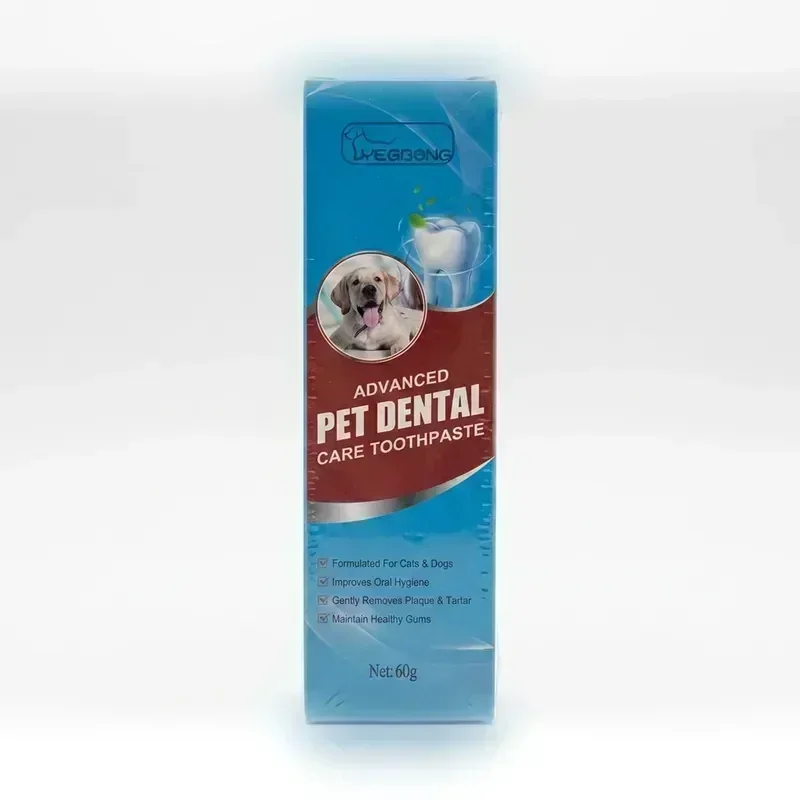 LYEGBONG
ADVANCED
PET DENTAL
CARE TOOTHPASTE
Formulated For Cats & Dogs
Improves Oral Hygiene
Gently Removes Plaque & Tartar
Maintain Healthy Gums
Net: 60g